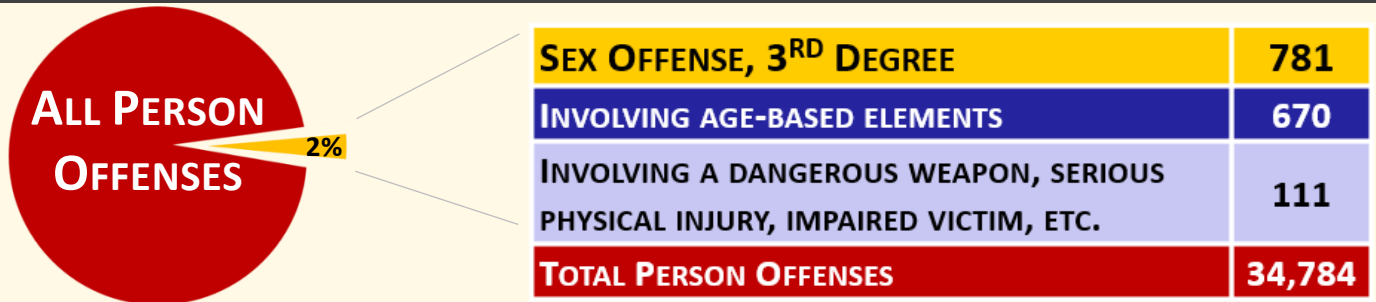 ALL PERSON
OFFENSES
2%
SEX OFFENSE, 3RD DEGREE 781
INVOLVING AGE-BASED ELEMENTS 670
INVOLVING A DANGEROUS WEAPON, SERIOUS
PHYSICAL INJURY, IMPAIRED VICTIM, ETC. 111
TOTAL PERSON OFFENSES 34,784